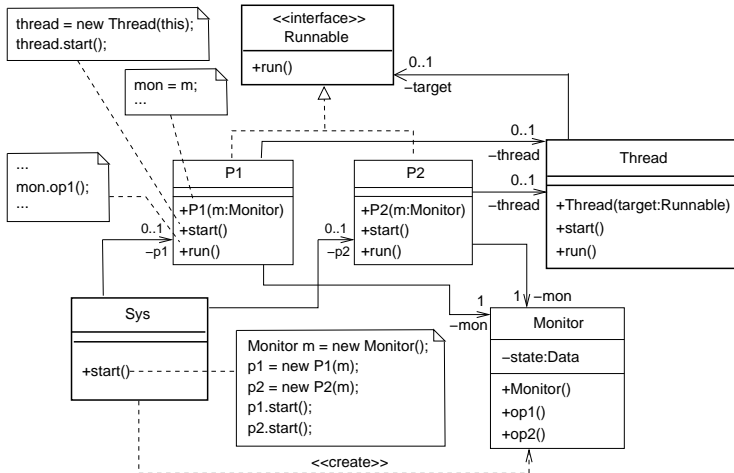 thread = new Thread(this);
thread.start();
mon = m;
...
<<interface>>
Runnable
+run()
0..1
−target
...
mon.op1();
...
P1
+P1(m:Monitor)
+start()
+run()
P2
+P2(m:Monitor)
+start()
+run()
0..1
−thread
0..1
−thread
Thread
+Thread(target:Runnable)
+start()
+run()
0..1
−p1
0..1
−p2
Sys
+start()
Monitor m = new Monitor();
p1 = new P1(m);
p2 = new P2(m);
p1.start();
p2.start();
1
−mon
1
−mon
Monitor
−state:Data
+Monitor()
+op1()
+op2()
<<create>>